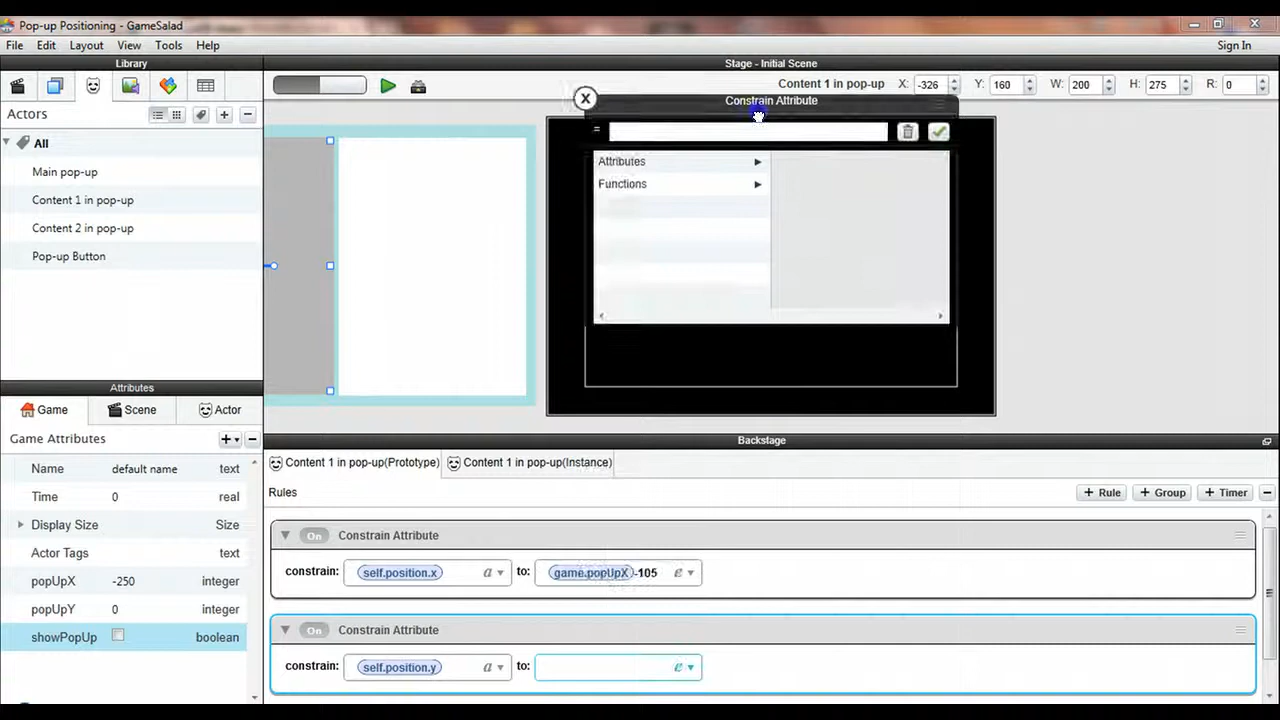 Pop-up Positioning - GameSalad
File Edit Layout View Tools Help Sign In
Library
Stage - Initial Scene
Content 1 in pop-up X: -326 Y: 160 W: 200 H: 275 R: 0
Actors
All
Main pop-up
Content 1 in pop-up
Content 2 in pop-up
Pop-up Button
X
Constrain Attribute
=
Attributes
Functions
Attributes
Game Scene Actor
Game Attributes
Name default name text
Time 0 real
Display Size Size
Actor Tags text
popUpX -250 integer
popUpY 0 integer
showPopUp boolean
Backstage
Content 1 in pop-up(Prototype) Content 1 in pop-up(Instance)
Rules + Rule + Group + Timer
On Constrain Attribute
constrain: self.position.x a to: game.popUpX -105 e
On Constrain Attribute
constrain: self.position.y a to: e